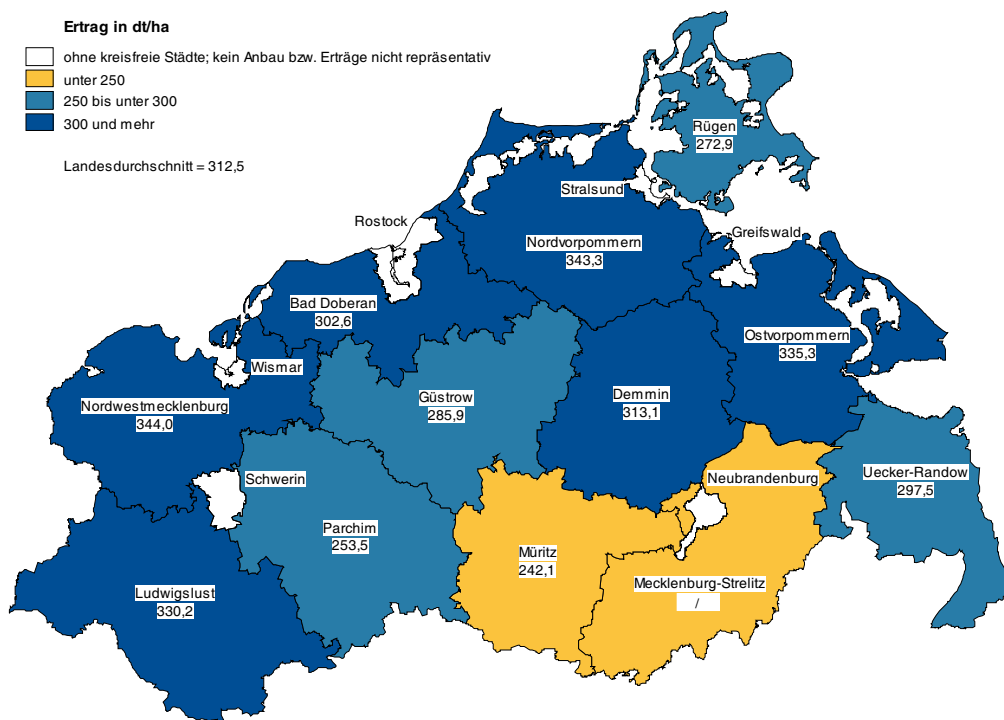 Ertrag in dt/ha
ohne kreisfreie Städte; kein Anbau bzw. Erträge nicht repräsentativ
unter 250
250 bis unter 300
300 und mehr
Landesdurchschnitt = 312,5
Rügen
272,9
Stralsund
Rostock
Greifswald
Nordvorpommern
343,3
Bad Doberan
302,6
Ostvorpommern
335,3
Wismar
Nordwestmecklenburg
344,0
Güstrow
285,9
Demmin
313,1
Schwerin
Neubrandenburg
Uecker-Randow
297,5
Parchim
253,5
Müritz
242,1
Mecklenburg-Strelitz
/
Ludwigslust
330,2